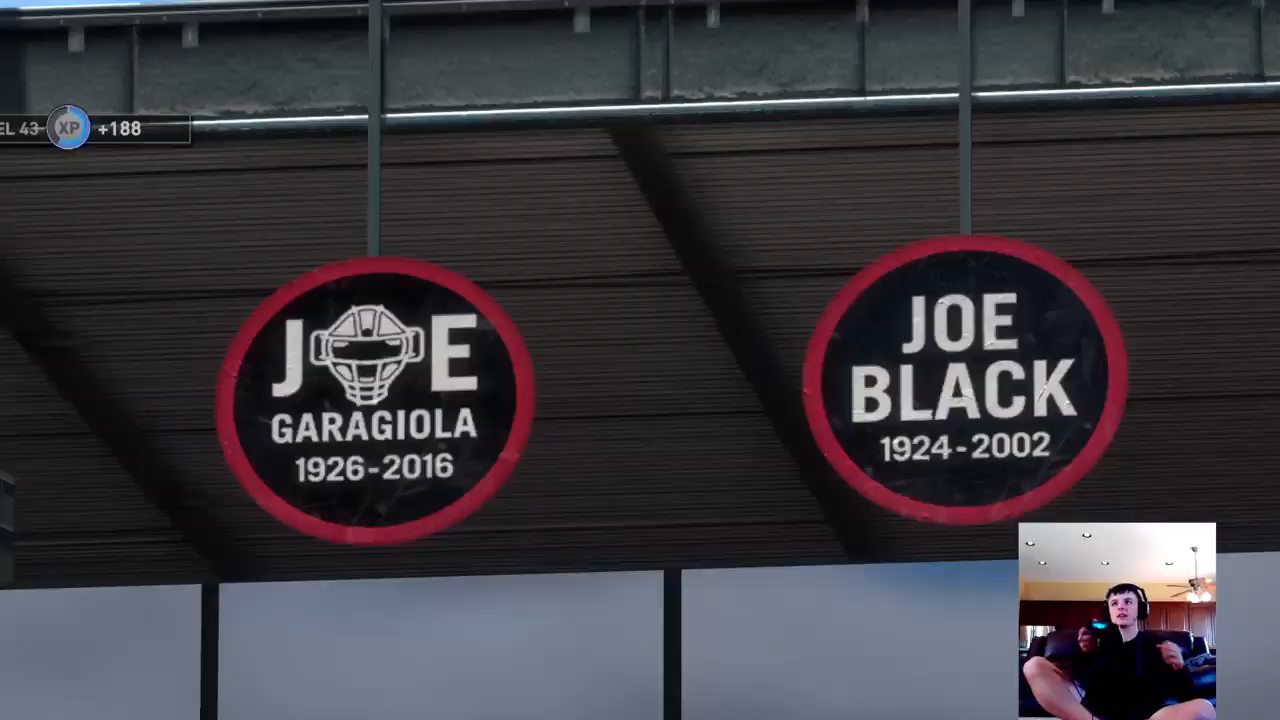 EL 43 XP +188
J E
GARAGIOLA
1926-2016
JOE
BLACK
1924-2002